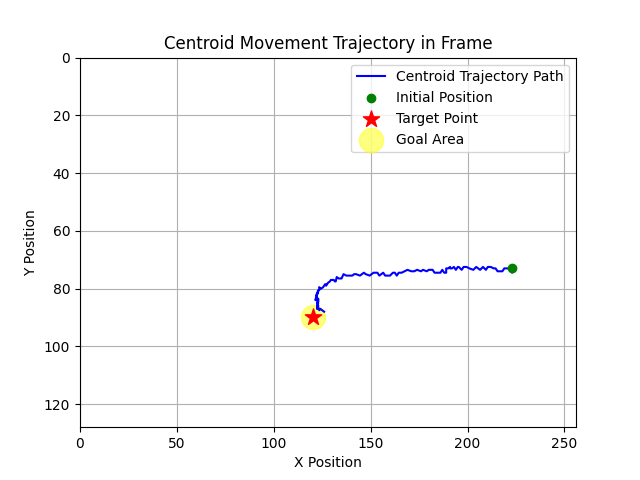 Centroid Movement Trajectory in Frame
Centroid Trajectory Path
Initial Position
Target Point
Goal Area
Y Position
0
20
40
60
80
100
120
0 50 100 150 200 250
X Position